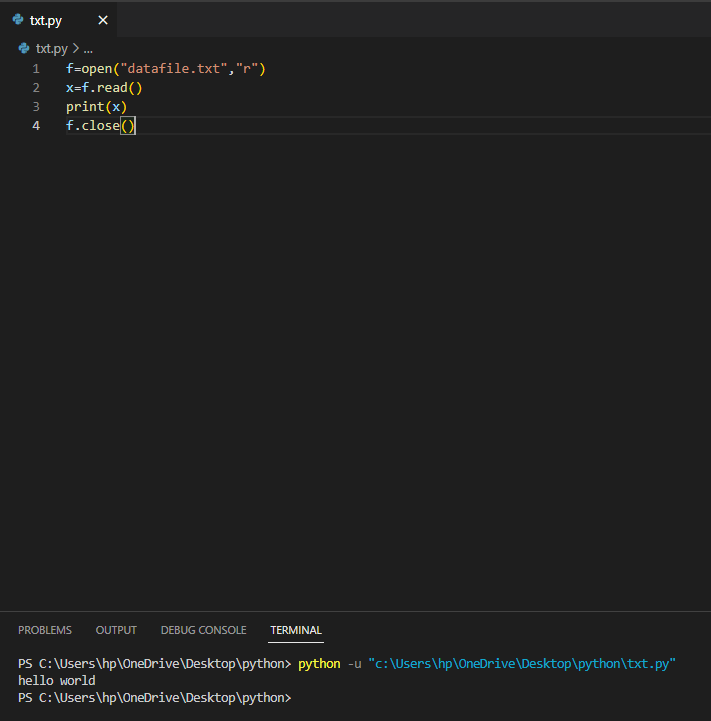 txt.py
txt.py > ...
1 f=open("datafile.txt","r")
2 x=f.read()
3 print(x)
4 f.close()
PROBLEMS OUTPUT DEBUG CONSOLE TERMINAL
PS C:\Users\hp\OneDrive\Desktop\python> python -u "c:\Users\hp\OneDrive\Desktop\python\txt.py"
hello world
PS C:\Users\hp\OneDrive\Desktop\python>